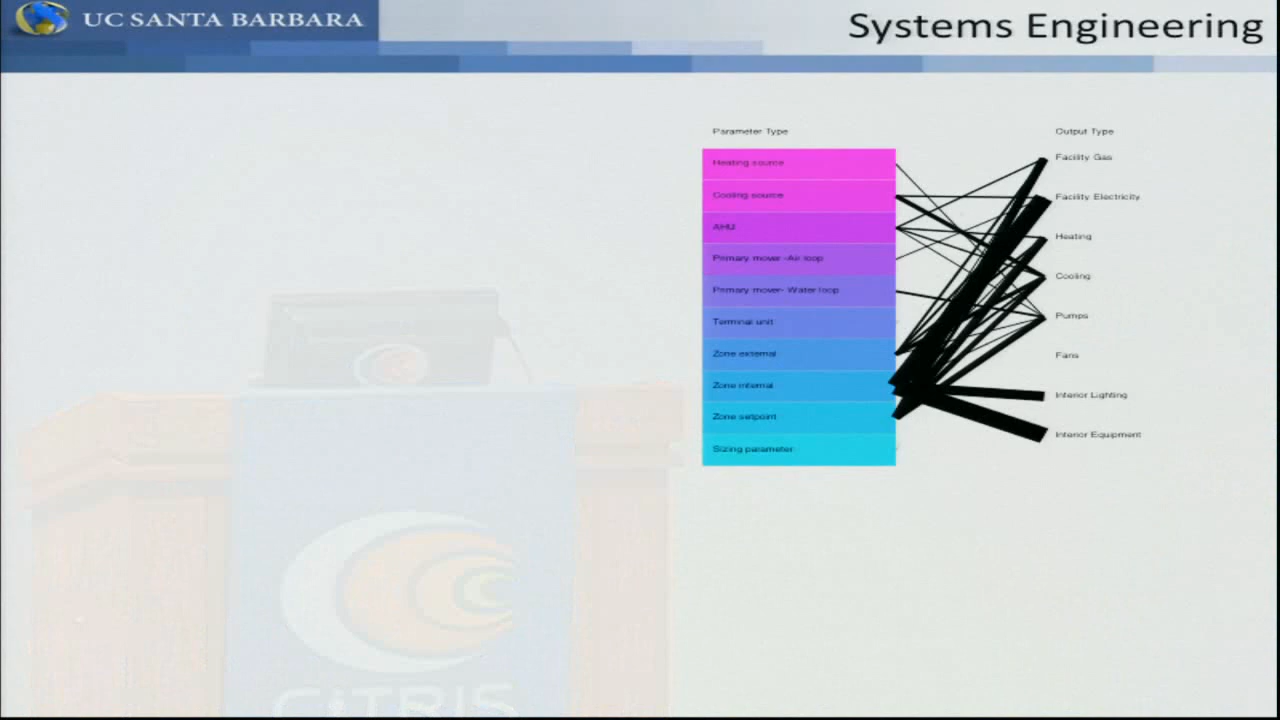 UC SANTA BARBARA
Systems Engineering
Parameter Type
Output Type
Heating source
Cooling source
AHU
Primary mover -Air loop
Primary mover- Water loop
Terminal unit
Zone external
Zone internal
Zone setpoint
Sizing parameter
Facility Gas
Facility Electricity
Heating
Cooling
Pumps
Fans
Interior Lighting
Interior Equipment
CITRIS